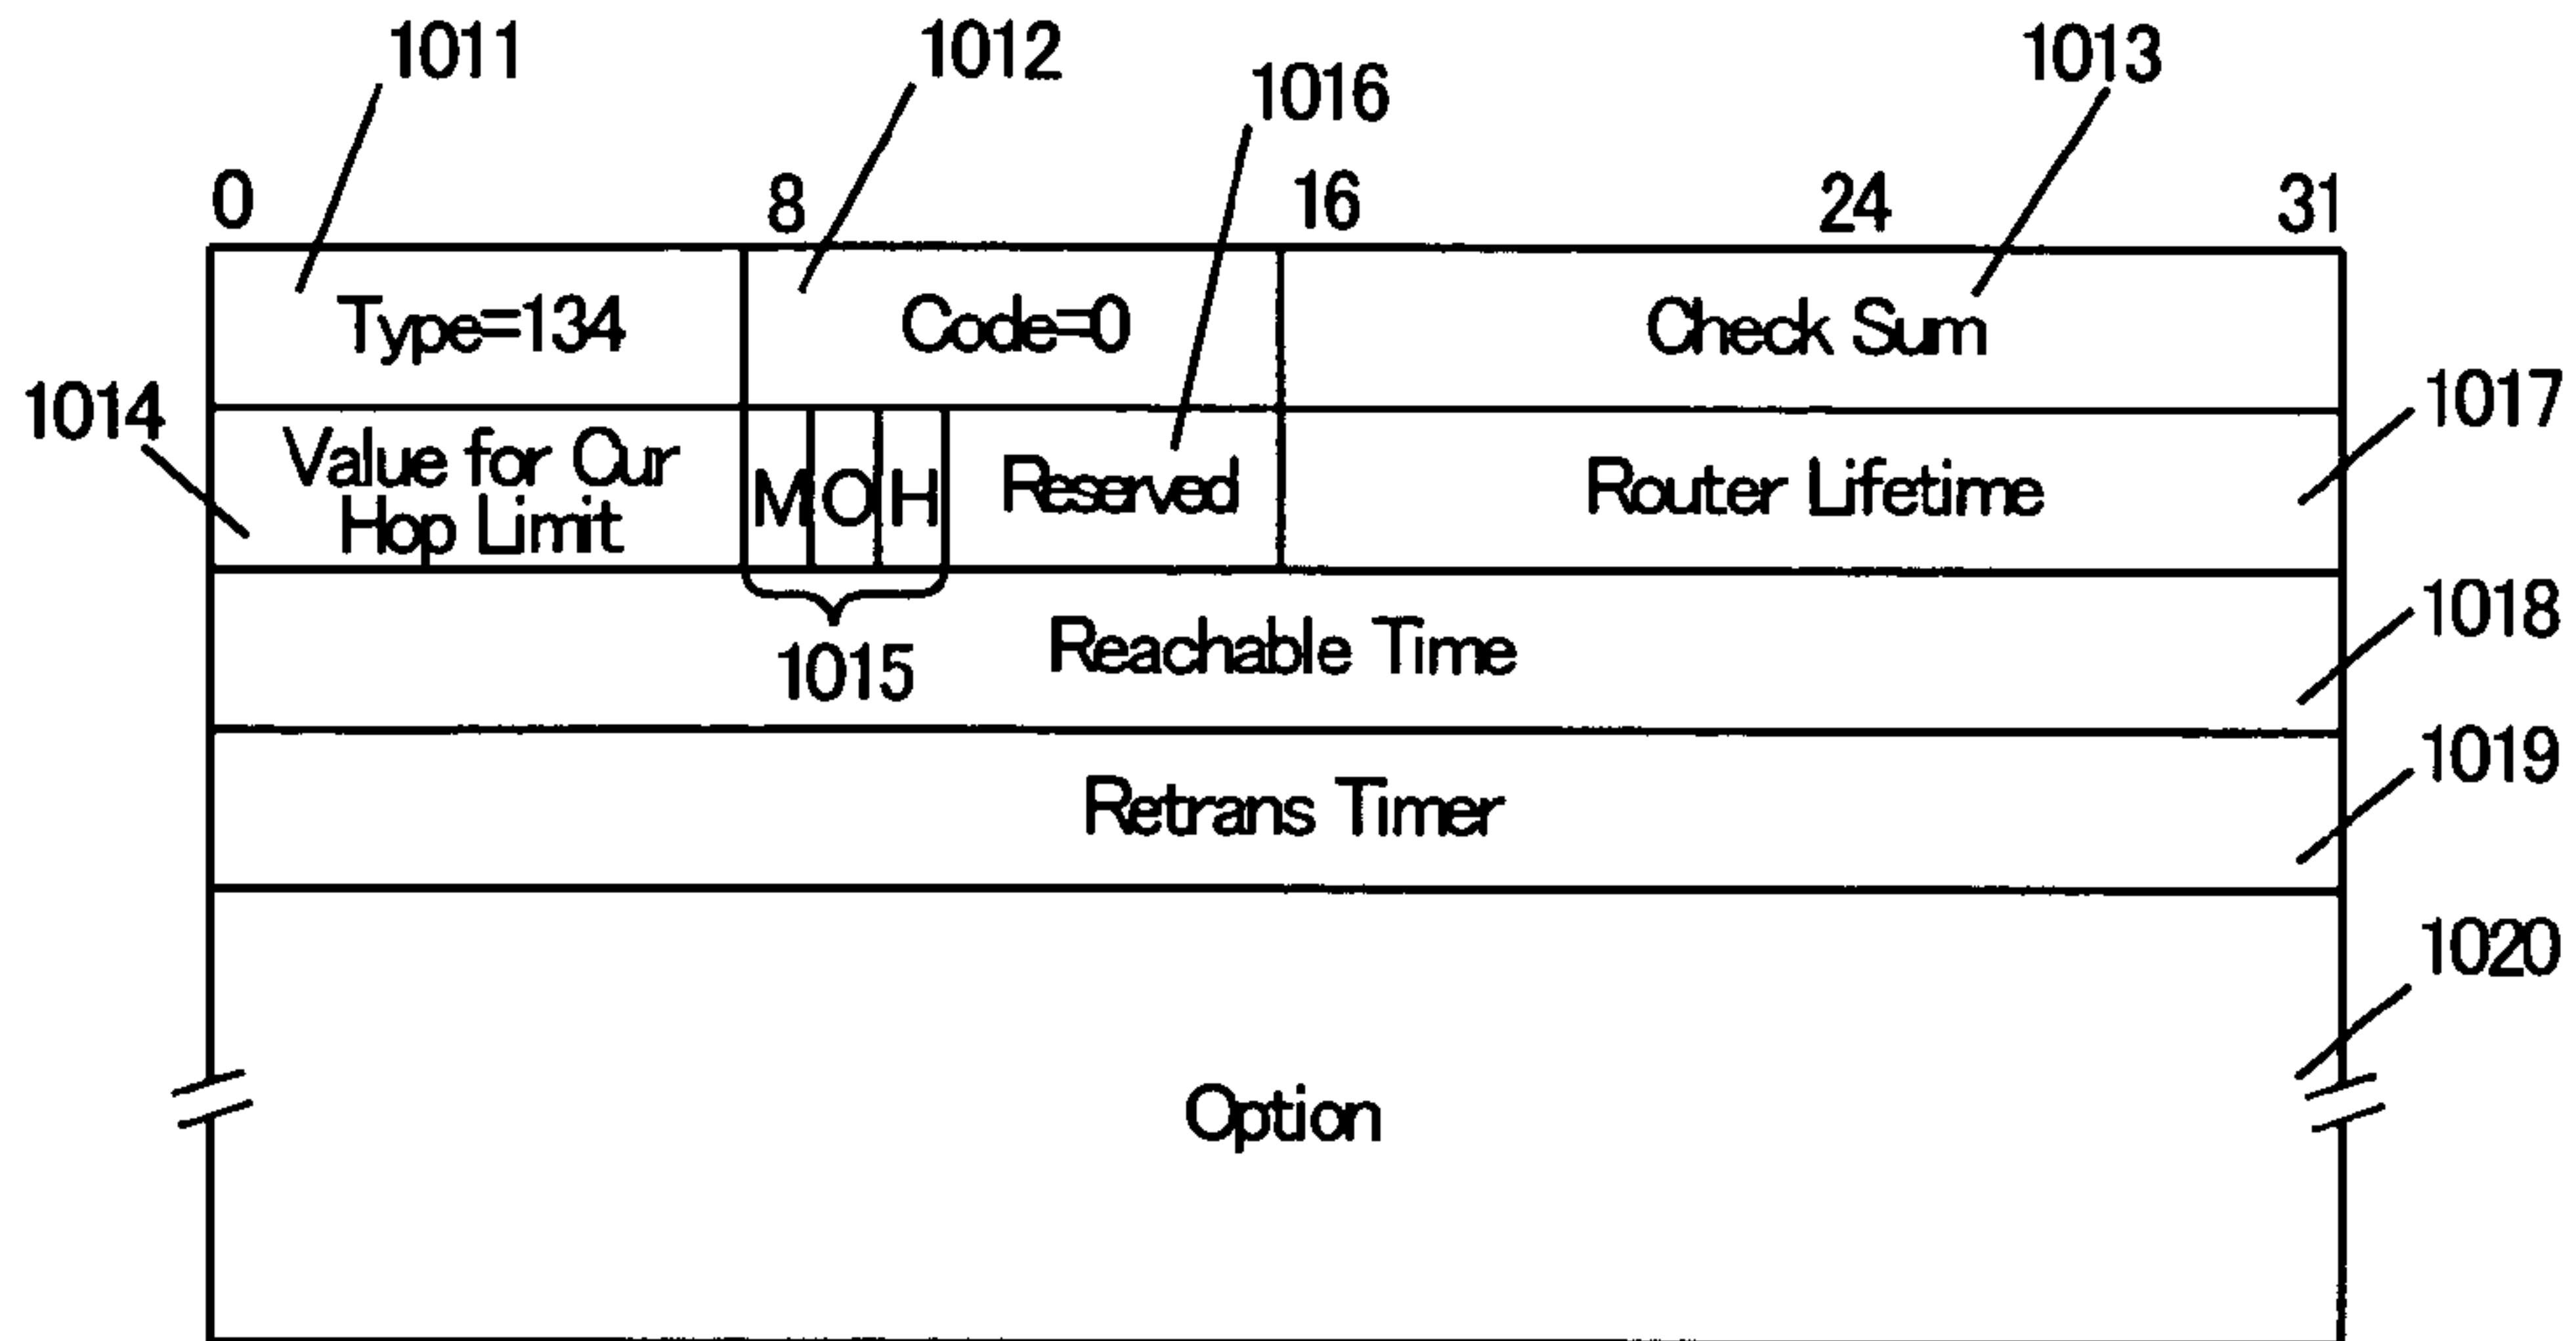 1011
1012
1016
1013
0 8 16 24 31
Type=134 Code=0 Check Sum
1014
1017
Value for Cur
Hop Limit
M O H Reserved Router Lifetime
1018
1015
Reachable Time
1019
Retrans Timer
1020
Option